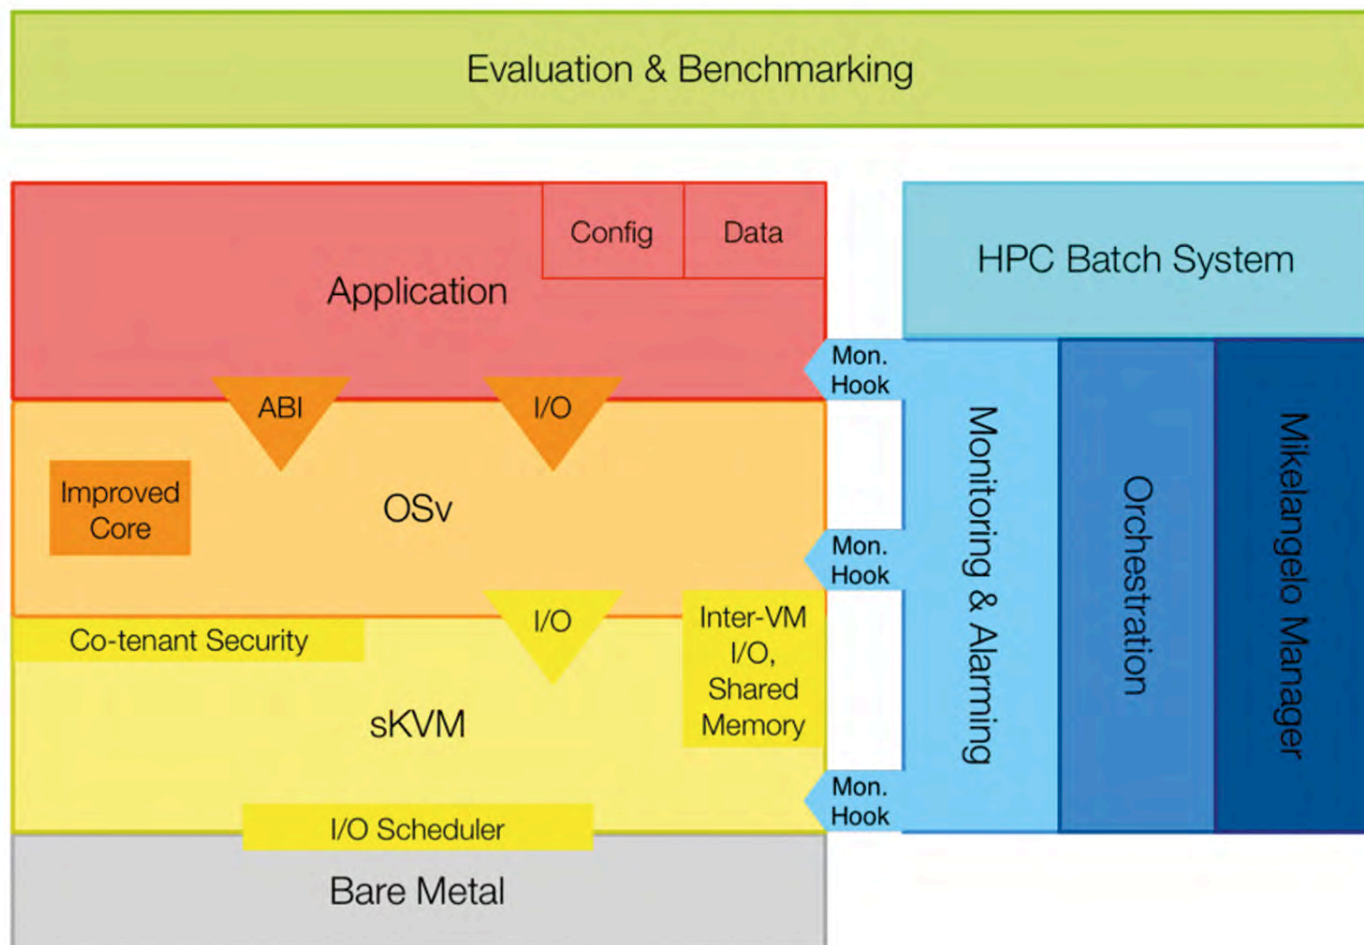 Evaluation & Benchmarking
Config
Data
Application
HPC Batch System
Mon.
Hook
ABI
I/O
Improved
Core
OSv
Mon.
Hook
Monitoring & Alarming
Orchestration
Mikelangelo Manager
Co-tenant Security
I/O
Inter-VM
I/O,
Shared
Memory
sKVM
Mon.
Hook
I/O Scheduler
Bare Metal